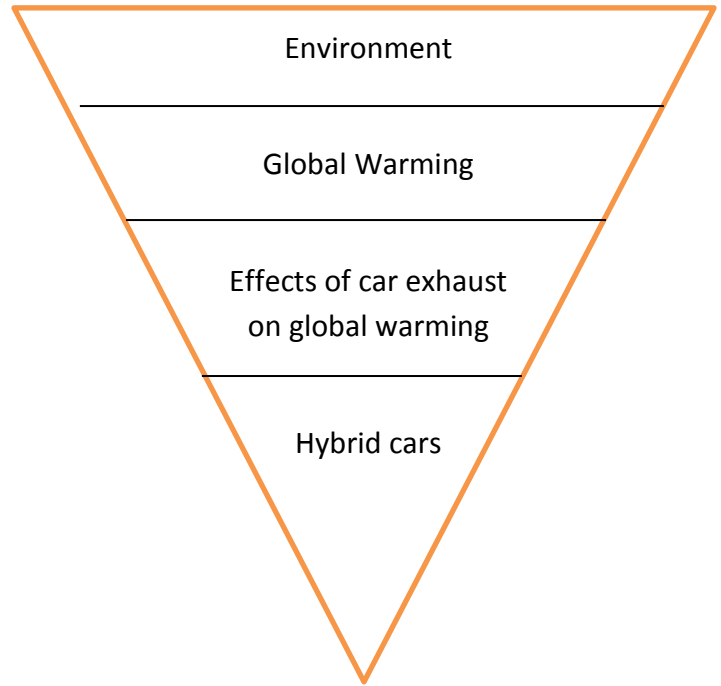 Environment
Global Warming
Effects of car exhaust
on global warming
Hybrid cars